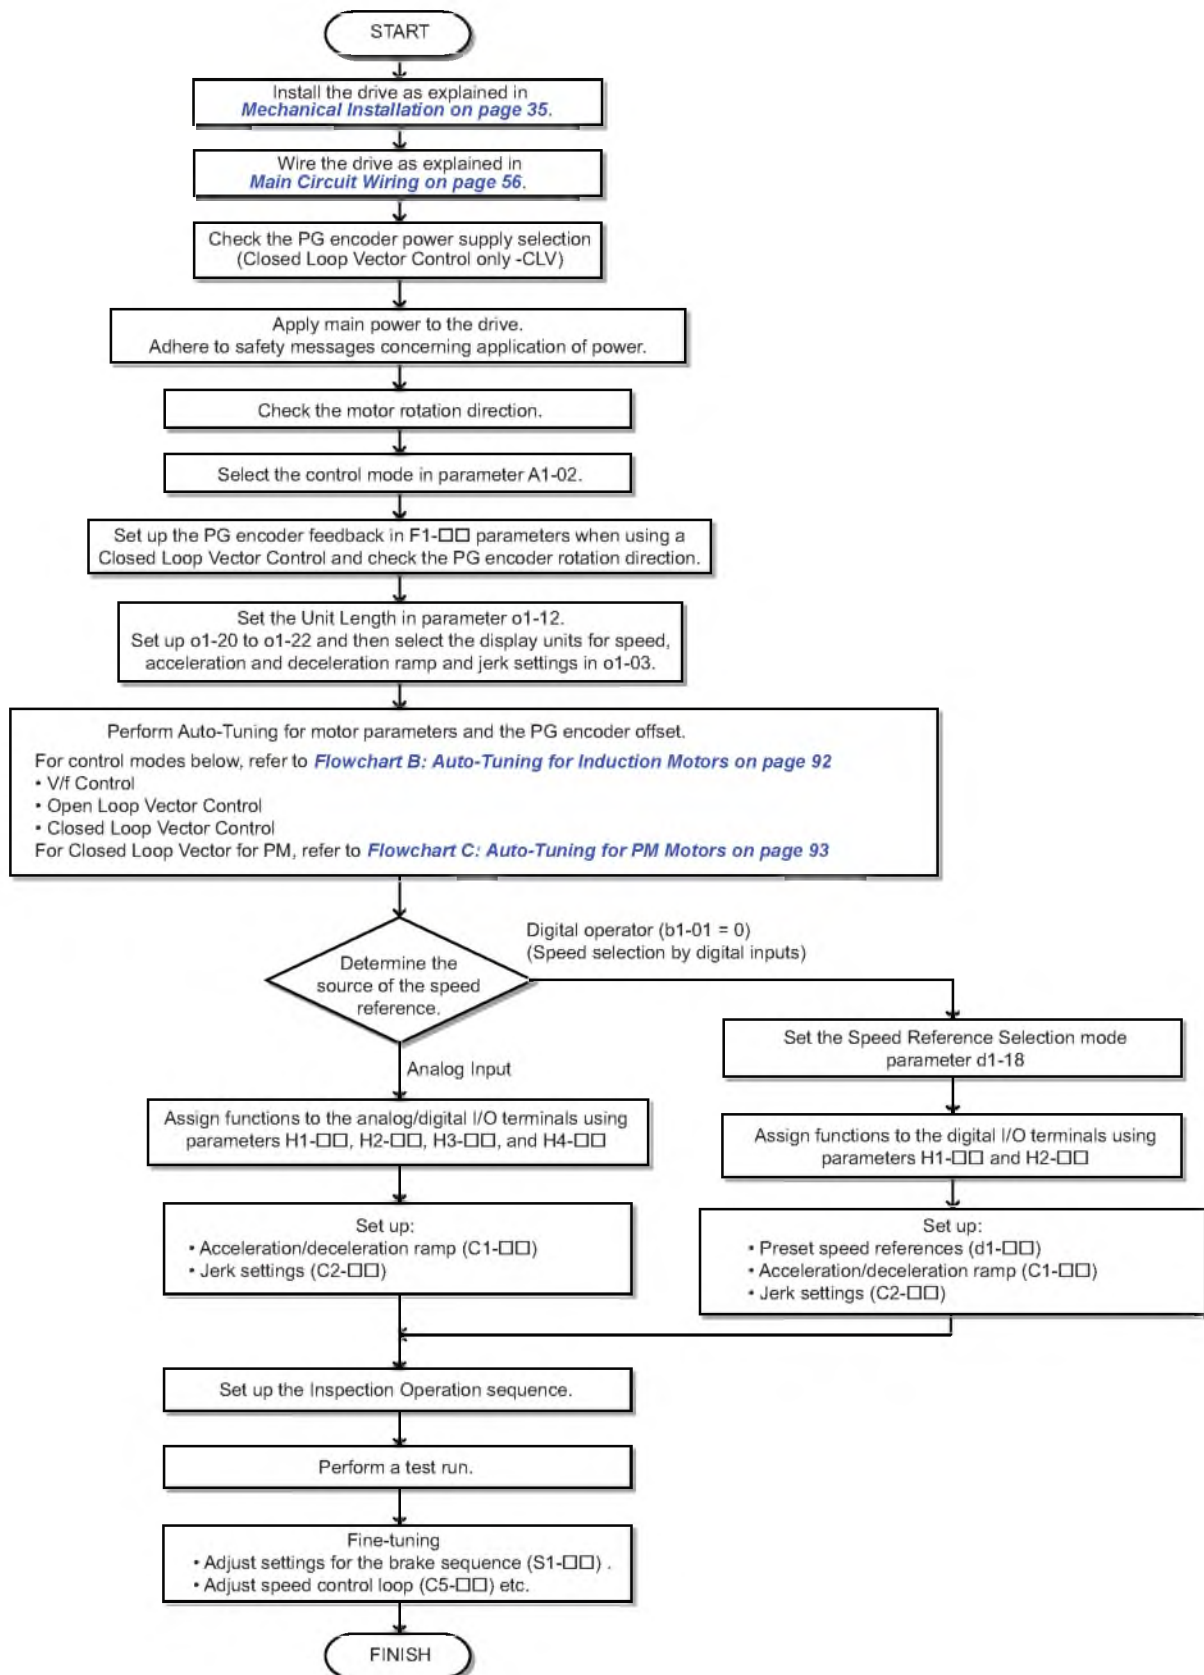 START
Install the drive as explained in
Mechanical Installation on page 35.
Wire the drive as explained in
Main Circuit Wiring on page 56.
Check the PG encoder power supply selection
(Closed Loop Vector Control only -CLV)
Apply main power to the drive.
Adhere to safety messages concerning application of power.
Check the motor rotation direction.
Select the control mode in parameter A1-02.
Set up the PG encoder feedback in F1-□□ parameters when using a
Closed Loop Vector Control and check the PG encoder rotation direction.
Set the Unit Length in parameter o1-12.
Set up o1-20 to o1-22 and then select the display units for speed,
acceleration and deceleration ramp and jerk settings in o1-03.
Perform Auto-Tuning for motor parameters and the PG encoder offset.
For control modes below, refer to Flowchart B: Auto-Tuning for Induction Motors on page 92
• V/f Control
• Open Loop Vector Control
• Closed Loop Vector Control
For Closed Loop Vector for PM, refer to Flowchart C: Auto-Tuning for PM Motors on page 93
Determine the
source of the speed
reference.
Digital operator (b1-01 = 0)
(Speed selection by digital inputs)
Analog Input
Assign functions to the analog/digital I/O terminals using
parameters H1-□□, H2-□□, H3-□□, and H4-□□
Set up:
• Acceleration/deceleration ramp (C1-□□)
• Jerk settings (C2-□□)
Set the Speed Reference Selection mode
parameter d1-18
Assign functions to the digital I/O terminals using
parameters H1-□□ and H2-□□
Set up:
• Preset speed references (d1-□□)
• Acceleration/deceleration ramp (C1-□□)
• Jerk settings (C2-□□)
Set up the Inspection Operation sequence.
Perform a test run.
Fine-tuning
• Adjust settings for the brake sequence (S1-□□) .
• Adjust speed control loop (C5-□□) etc.
FINISH